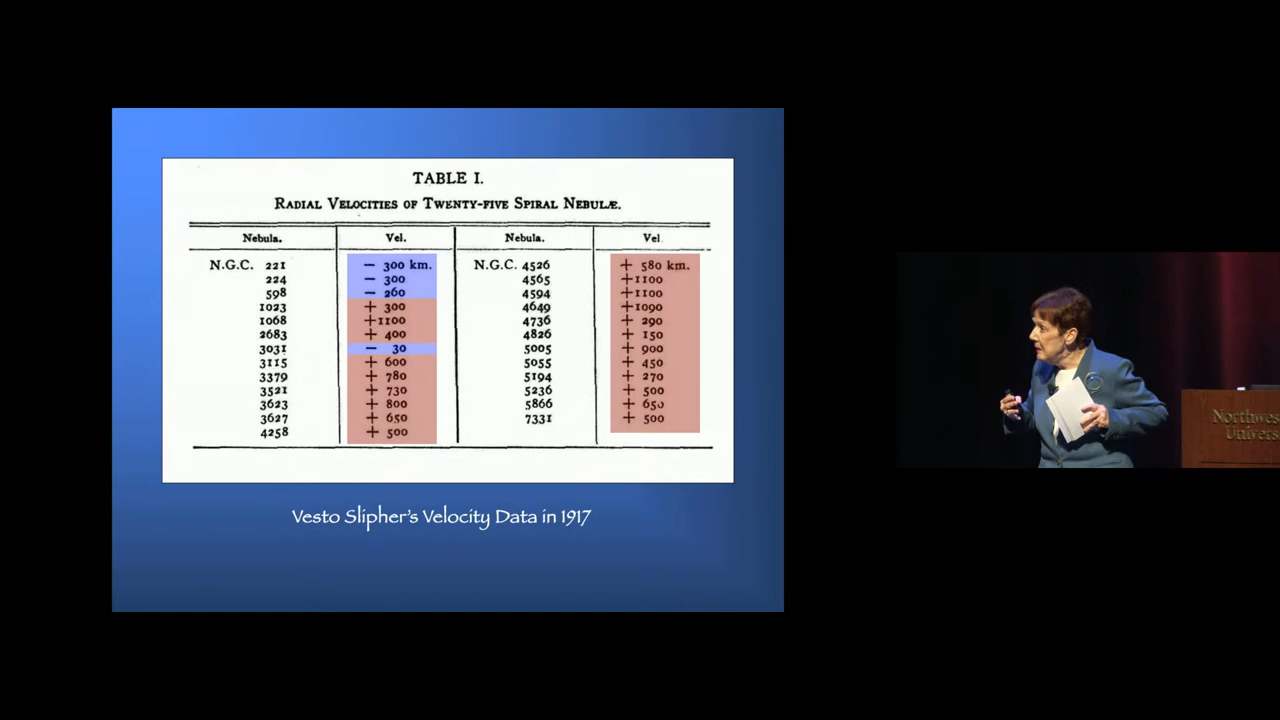 TABLE I.
RADIAL VELOCITIES OF TWENTY-FIVE SPIRAL NEBULÆ.
Nebula. Vel. Nebula. Vel
N.G.C. 221 − 300 km. N.G.C. 4526 + 580 km.
224 − 300 4565 +1100
598 − 260 4594 +1100
1023 + 300 4649 +1090
1068 +1100 4736 + 290
2683 + 400 4826 + 150
3031 − 30 5005 + 900
3115 + 600 5055 + 450
3379 + 780 5194 + 270
3521 + 730 5236 + 500
3623 + 800 5866 + 650
3627 + 650 7331 + 500
4258 + 500
Vesto Slipher's Velocity Data in 1917
Northwes
Univers